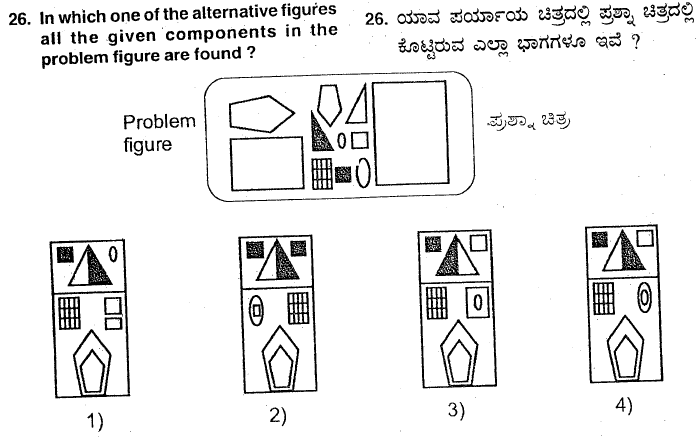 26. In which one of the alternative figures
all the given components in the
problem figure are found ?
26. ಯಾವ ಪರ್ಯಾಯ ಚಿತ್ರದಲ್ಲಿ ಪ್ರಶ್ನಾ ಚಿತ್ರದಲ್ಲಿ
ಕೊಟ್ಟಿರುವ ಎಲ್ಲಾ ಭಾಗಗಳೂ ಇವೆ ?
Problem
figure
ಪ್ರಶ್ನಾ ಚಿತ್ರ
1) 2) 3) 4)